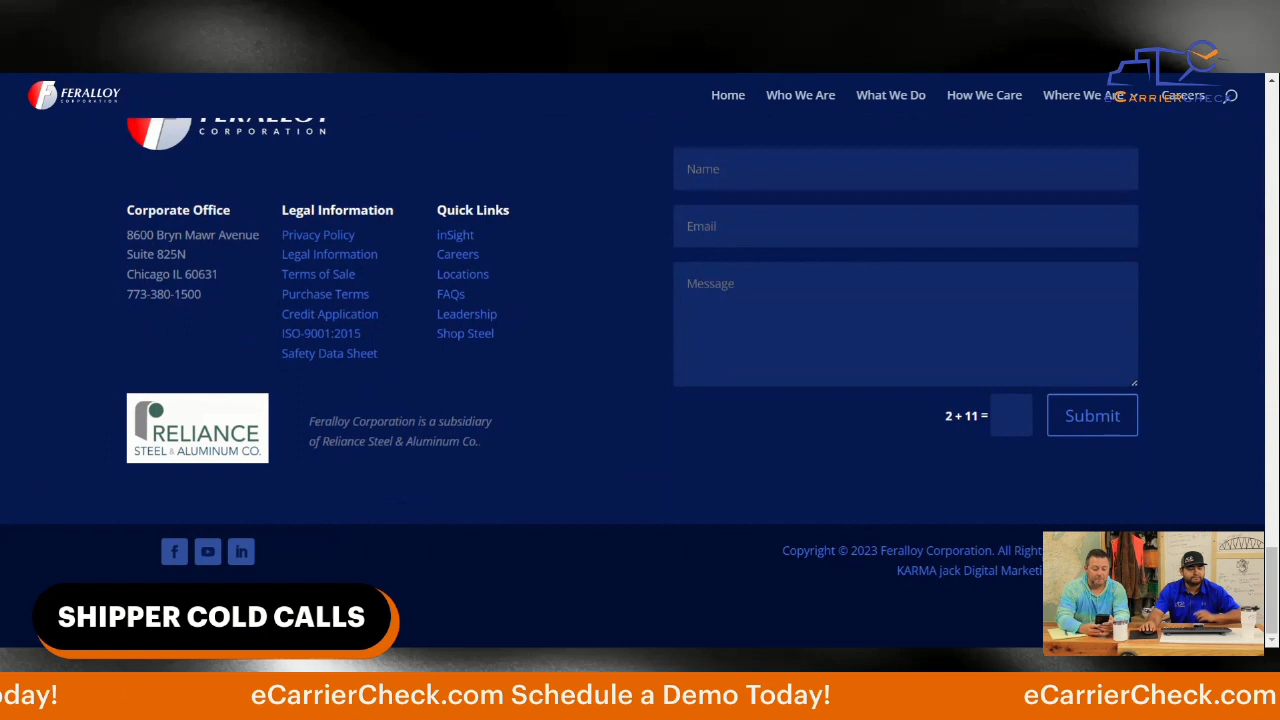 FERALLOY
CORPORATION
Home
Who We Are
What We Do
How We Care
Where We Are
Careers
ECARRIERCHECK
FERALLOY
CORPORATION
Name
Email
Message
Corporate Office
8600 Bryn Mawr Avenue
Suite 825N
Chicago IL 60631
773-380-1500
Legal Information
Privacy Policy
Legal Information
Terms of Sale
Purchase Terms
Credit Application
ISO-9001:2015
Safety Data Sheet
Quick Links
inSight
Careers
Locations
FAQs
Leadership
Shop Steel
2 + 11 =
Submit
RELIANCE
STEEL & ALUMINUM CO.
Feralloy Corporation is a subsidiary
of Reliance Steel & Aluminum Co..
Copyright © 2023 Feralloy Corporation. All Right
KARMA jack Digital Marketi
SHIPPER COLD CALLS
oday!
eCarrierCheck.com Schedule a Demo Today!
eCarrierCheck.com